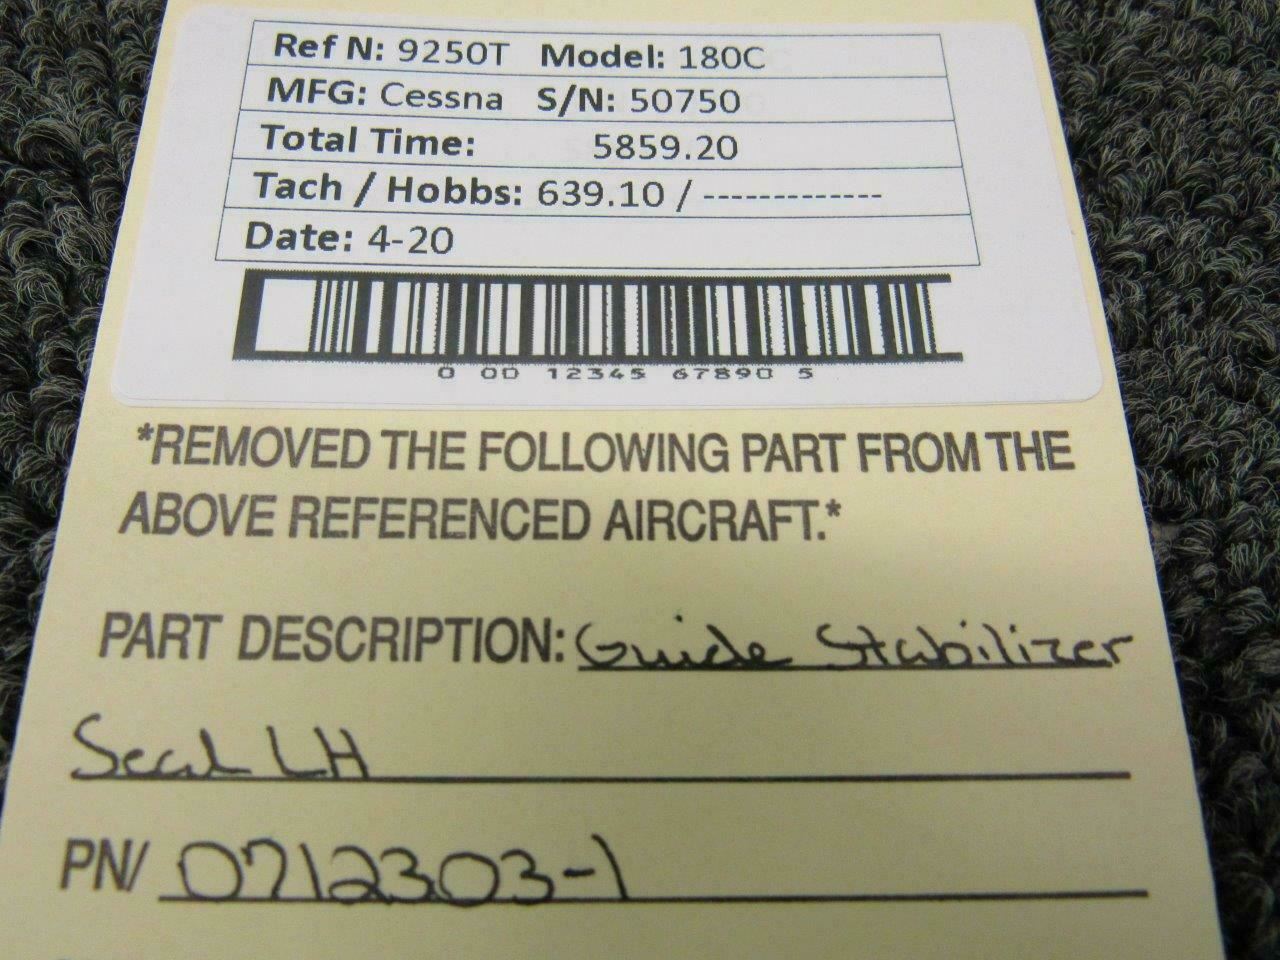 Ref N: 9250T Model: 180C
MFG: Cessna S/N: 50750
Total Time: 5859.20
Tach / Hobbs: 639.10 / -------------
Date: 4-20
0 00 12345 67890 5
*REMOVED THE FOLLOWING PART FROM THE
ABOVE REFERENCED AIRCRAFT.*
PART DESCRIPTION: Guide Stabilizer
Seal LH
PN/ 0712303-1